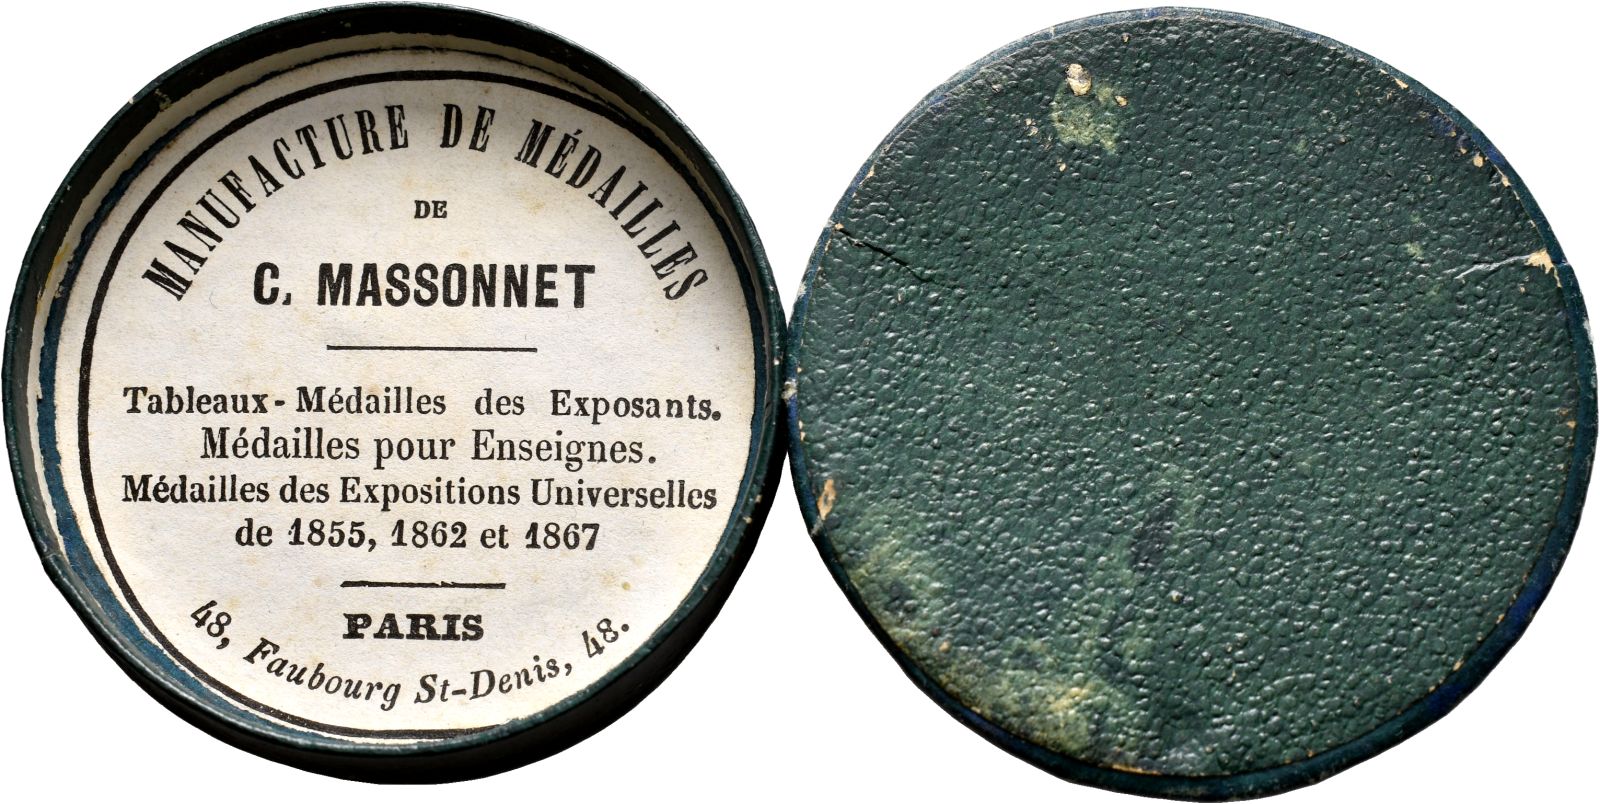 MANUFACTURE DE MÉDAILLES
DE
C. MASSONNET
Tableaux-Médailles des Exposants.
Médailles pour Enseignes.
Médailles des Expositions Universelles
de 1855, 1862 et 1867
PARIS
48, Faubourg St-Denis, 48.